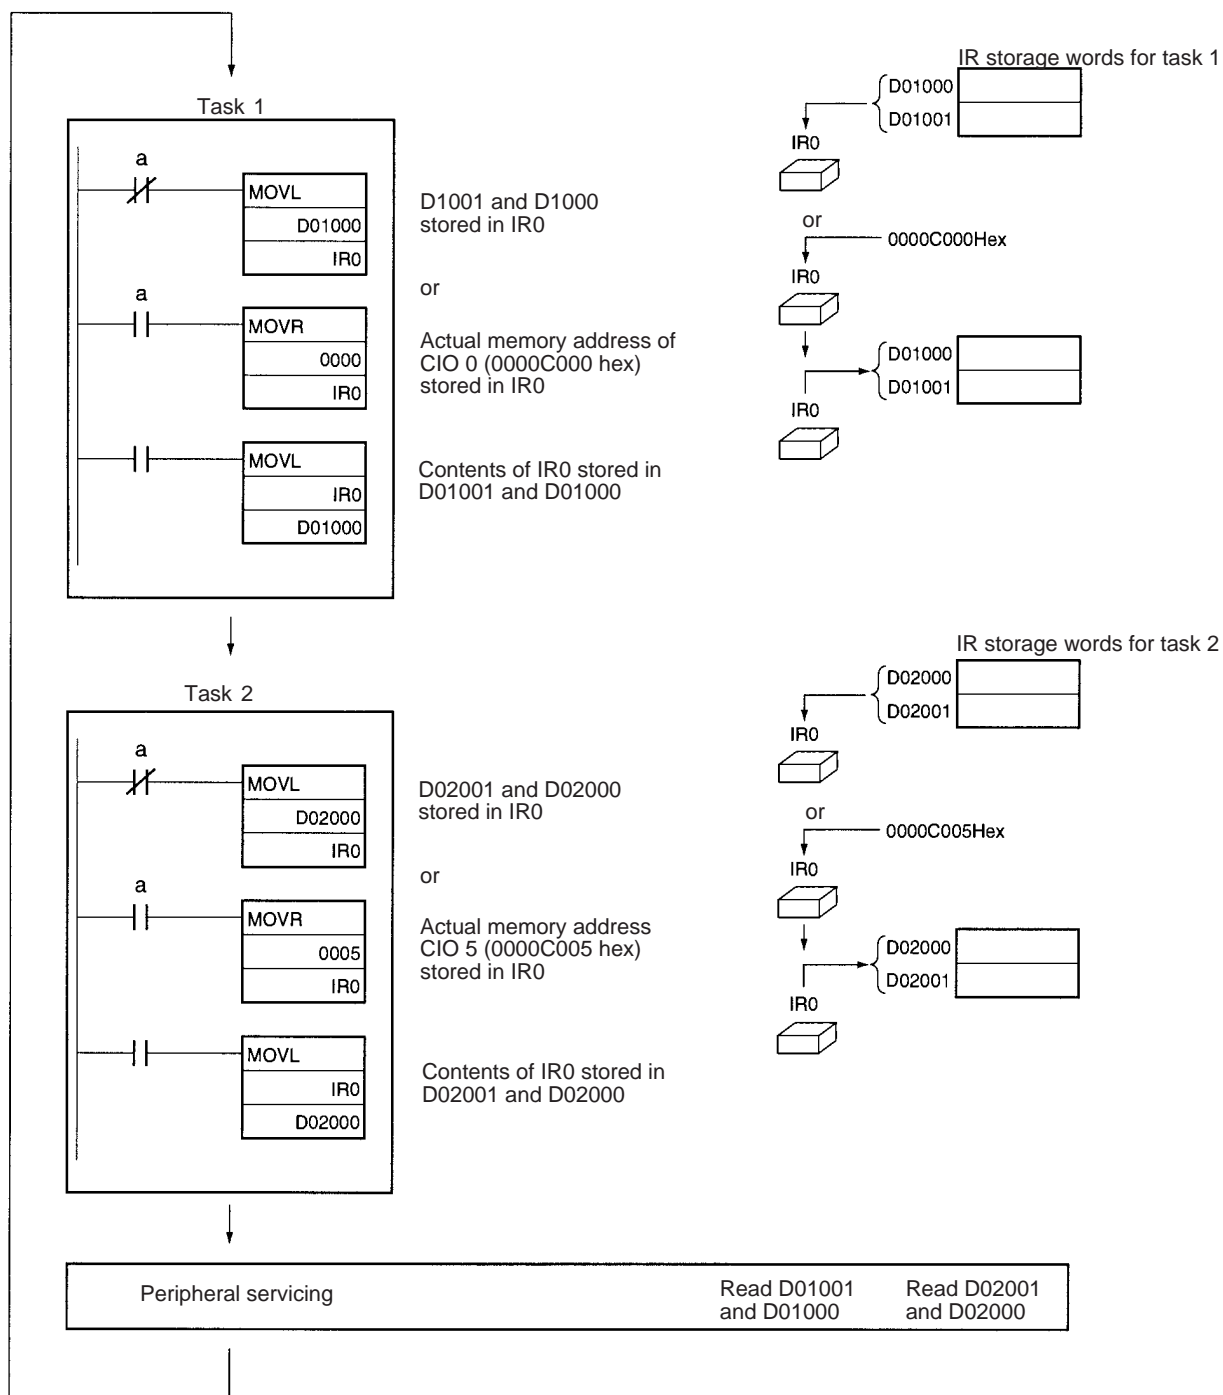 IR storage words for task 1
D01000
D01001
IR0
or
0000C000Hex
IR0
D01000
D01001
IR0
Task 1
a
MOVL
D01000
IR0
D1001 and D1000
stored in IR0
or
a
MOVR
0000
IR0
Actual memory address of
CIO 0 (0000C000 hex)
stored in IR0
MOVL
IR0
D01000
Contents of IR0 stored in
D01001 and D01000
IR storage words for task 2
D02000
D02001
IR0
or
0000C005Hex
IR0
D02000
D02001
IR0
Task 2
a
MOVL
D02000
IR0
D02001 and D02000
stored in IR0
or
a
MOVR
0005
IR0
Actual memory address
CIO 5 (0000C005 hex)
stored in IR0
MOVL
IR0
D02000
Contents of IR0 stored in
D02001 and D02000
Peripheral servicing
Read D01001
and D01000
Read D02001
and D02000